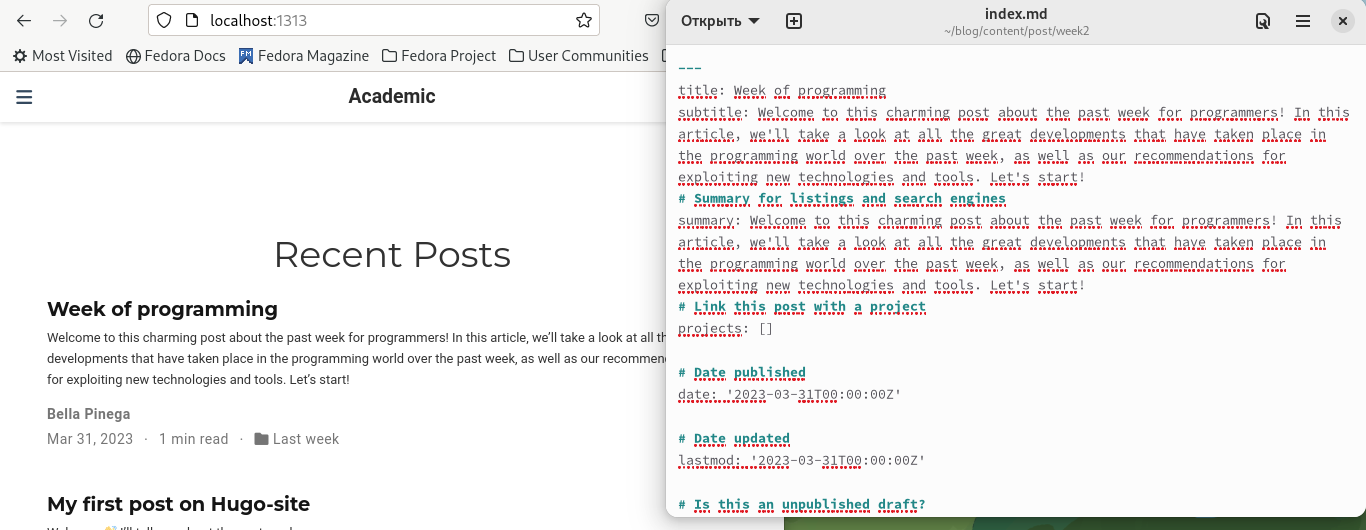 localhost:1313
Most Visited Fedora Docs Fedora Magazine Fedora Project User Communities
Academic
Recent Posts
Week of programming
Welcome to this charming post about the past week for programmers! In this article, we'll take a look at all th
developments that have taken place in the programming world over the past week, as well as our recommen
for exploiting new technologies and tools. Let's start!
Bella Pinega
Mar 31, 2023 · 1 min read · Last week
My first post on Hugo-site
Открыть
index.md
~/blog/content/post/week2
---
title: Week of programming
subtitle: Welcome to this charming post about the past week for programmers! In this
article, we'll take a look at all the great developments that have taken place in
the programming world over the past week, as well as our recommendations for
exploiting new technologies and tools. Let's start!
# Summary for listings and search engines
summary: Welcome to this charming post about the past week for programmers! In this
article, we'll take a look at all the great developments that have taken place in
the programming world over the past week, as well as our recommendations for
exploiting new technologies and tools. Let's start!
# Link this post with a project
projects: []
# Date published
date: '2023-03-31T00:00:00Z'
# Date updated
lastmod: '2023-03-31T00:00:00Z'
# Is this an unpublished draft?